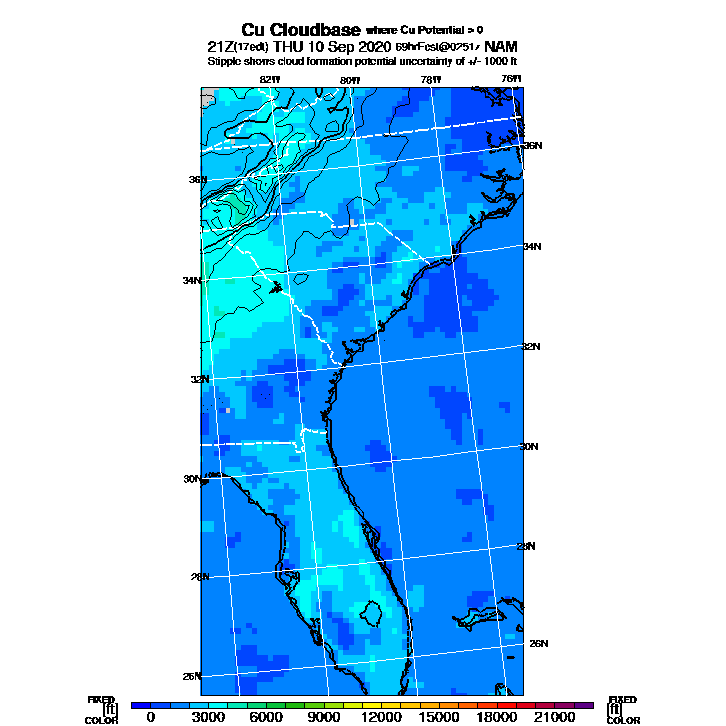 Cu Cloudbase where Cu Potential > 0
21Z(17edt) THU 10 Sep 2020 69hrFcst@0251z NAM
Stipple shows cloud formation potential uncertainty of +/- 1000 ft
82W 80W 78W 76W
36N
36N
34N
34N
32N
32N
30N
30N
28N
28N
26N
26N
FIXED FIXED
[ft] [ft]
COLOR COLOR
0 3000 6000 9000 12000 15000 18000 21000